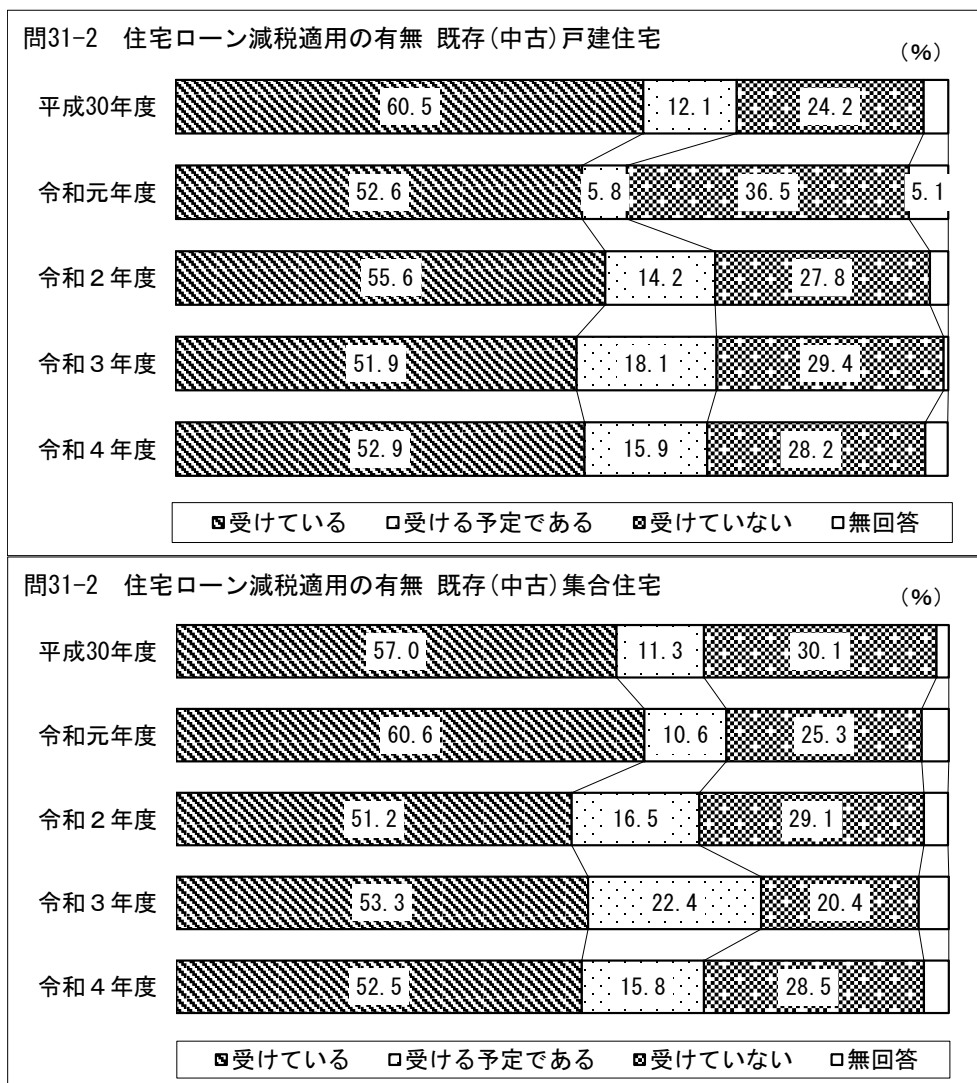 問31-2 住宅ローン減税適用の有無 既存(中古)戸建住宅
(%)
平成30年度 60.5 12.1 24.2
令和元年度 52.6 5.8 36.5 5.1
令和2年度 55.6 14.2 27.8
令和3年度 51.9 18.1 29.4
令和4年度 52.9 15.9 28.2
受けている 受ける予定である 受けていない 無回答
問31-2 住宅ローン減税適用の有無 既存(中古)集合住宅
(%)
平成30年度 57.0 11.3 30.1
令和元年度 60.6 10.6 25.3
令和2年度 51.2 16.5 29.1
令和3年度 53.3 22.4 20.4
令和4年度 52.5 15.8 28.5
受けている 受ける予定である 受けていない 無回答